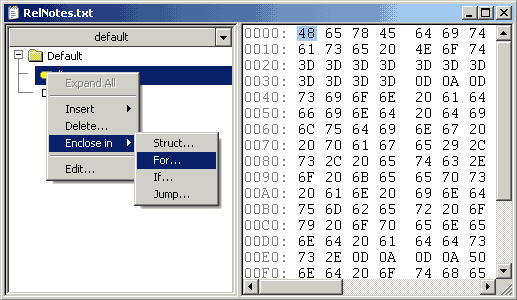 RelNotes.txt
default
Default
Expand All
Insert
Delete...
Enclose in
Edit...
Struct...
For...
If...
Jump...
0000: 48 65 78 45 64 69 74
0010: 61 73 65 20 4E 6F 74
0020: 3D 3D 3D 3D 3D 3D 3D
0030: 3D 3D 3D 3D 0D 0A 0D
0040: 73 69 6F 6E 20 61 64
0050: 66 69 6E 64 20 64 69
0060: 6C 75 64 69 6E 67 20
0070: 20 70 61 67 65 29 2C
0080: 73 2C 20 65 74 63 2E
0090: 6F 20 6B 65 65 70 73
00A0: 20 61 6E 20 69 6E 64
00B0: 75 6D 62 65 72 20 6F
00C0: 79 20 6F 70 65 6E 65
00D0: 6E 64 20 61 64 64 73
00E0: 73 2E 0D 0A 0D 0A 50
00F0: 6E 64 20 6F 74 68 65